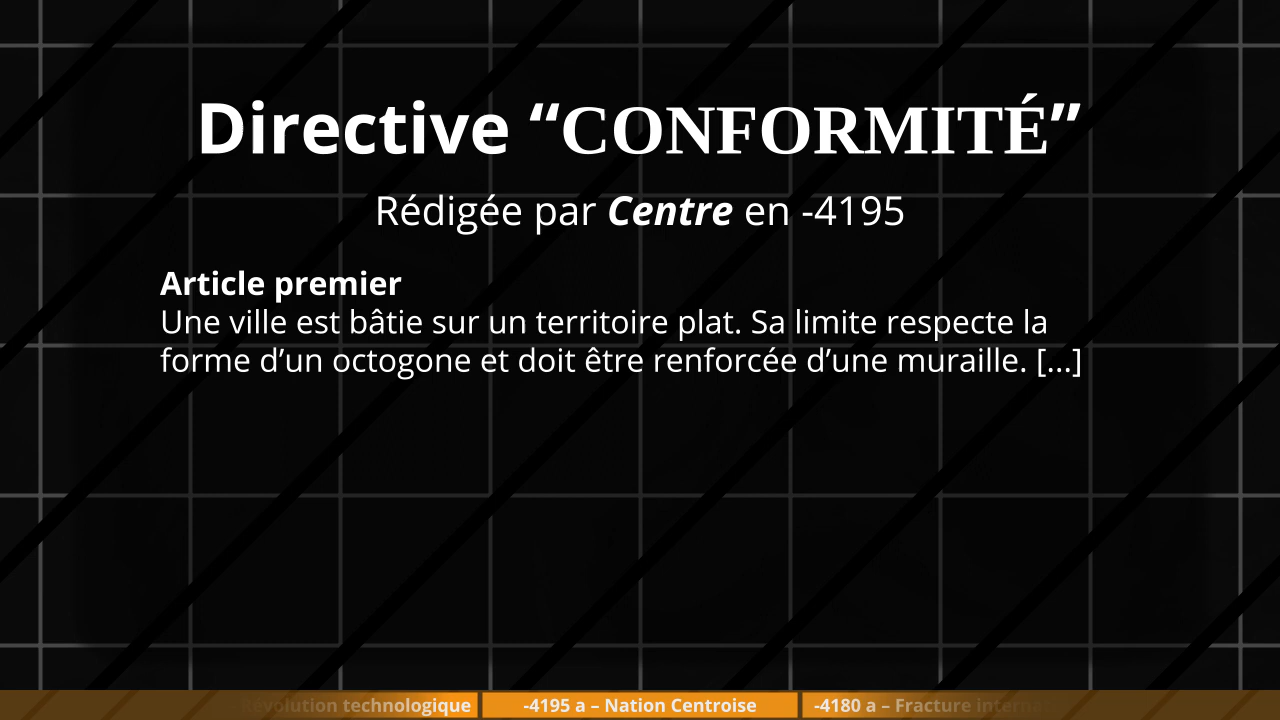 Directive “CONFORMITÉ”
Rédigée par Centre en -4195
Article premier
Une ville est bâtie sur un territoire plat. Sa limite respecte la
forme d’un octogone et doit être renforcée d’une muraille. [...]
Révolution technologique
-4195 a – Nation Centroise
-4180 a – Fracture